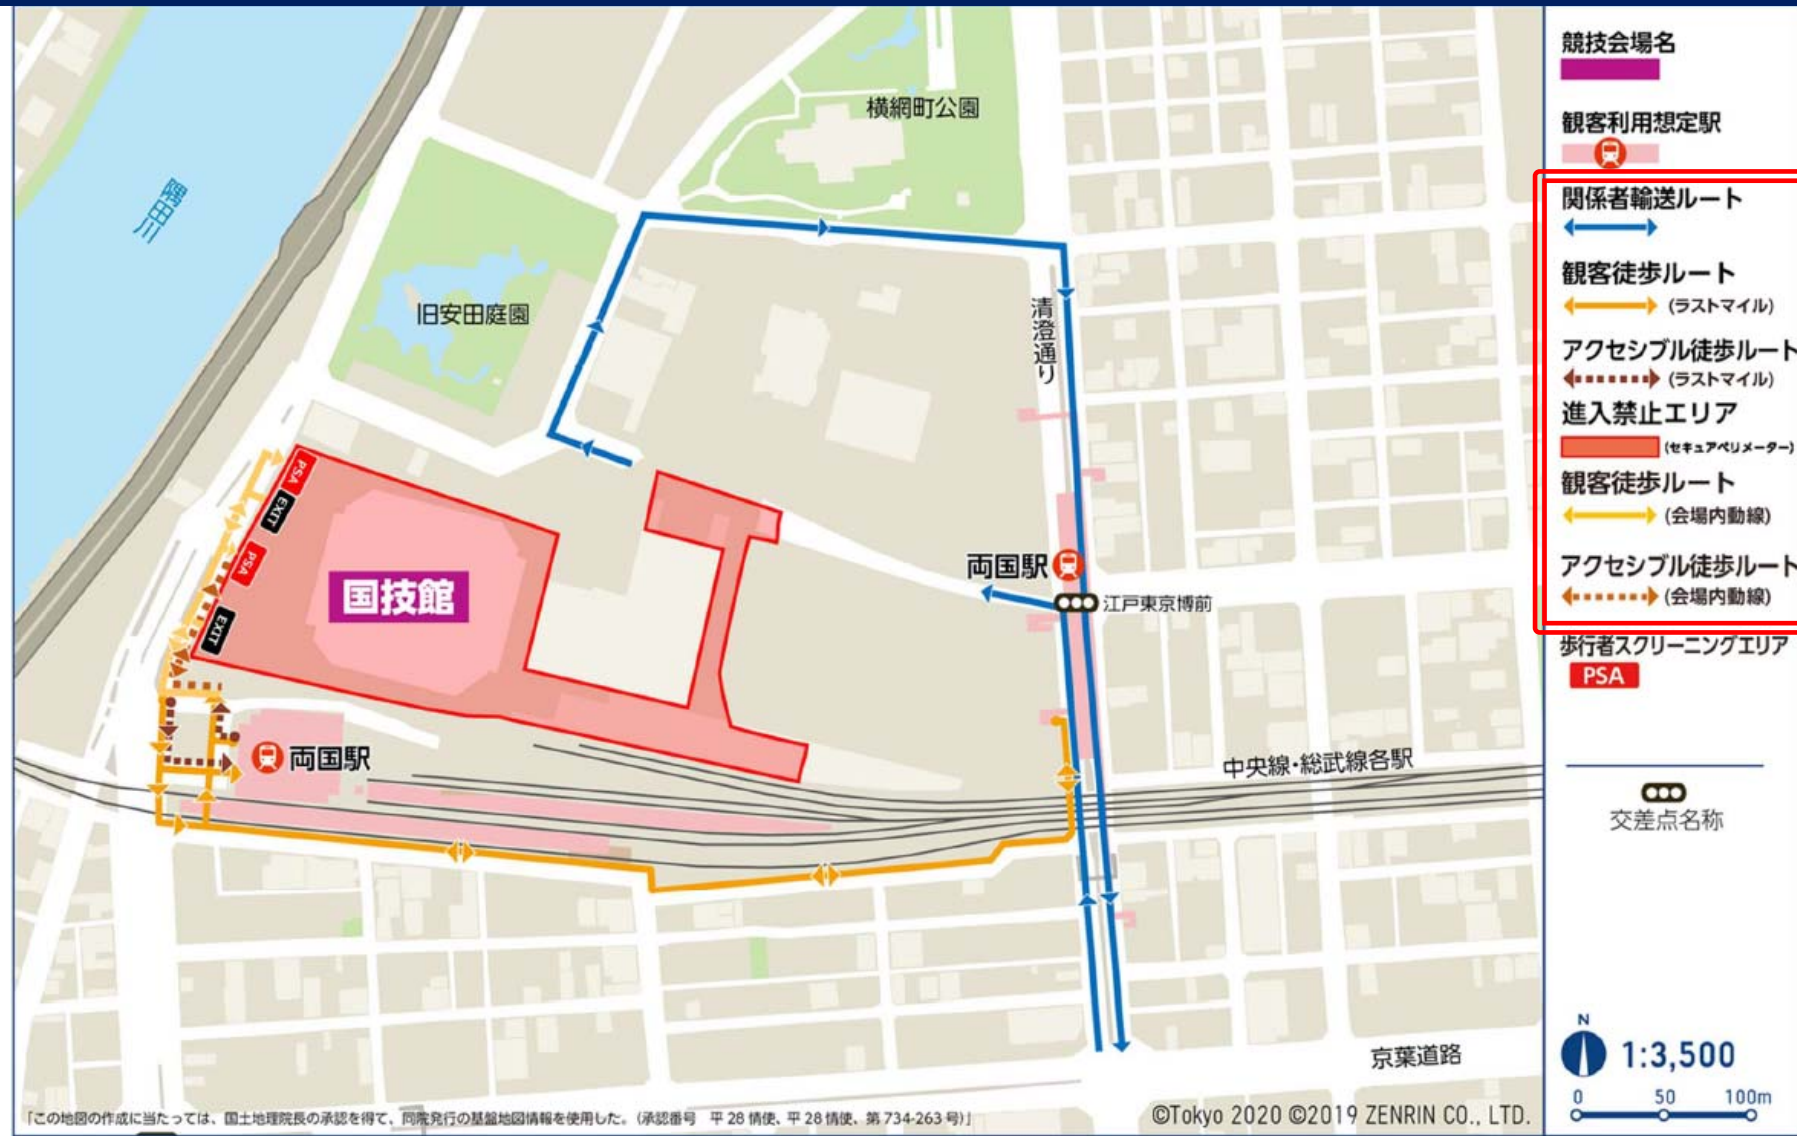 横網町公園
隅田川
旧安田庭園
清澄通り
PSA
EXIT
PSA
EXIT
国技館
両国駅
江戸東京博前
両国駅
中央線・総武線各駅
京葉道路
「この地図の作成に当たっては、国土地理院長の承認を得て、同院発行の基盤地図情報を使用した。(承認番号 平28情使、平28情使、第734-263号)」
©Tokyo 2020 ©2019 ZENRIN CO., LTD.
競技会場名
観客利用想定駅
関係者輸送ルート
観客徒歩ルート
(ラストマイル)
アクセシブル徒歩ルート
(ラストマイル)
進入禁止エリア
(セキュアペリメーター)
観客徒歩ルート
(会場内動線)
アクセシブル徒歩ルート
(会場内動線)
歩行者スクリーニングエリア
PSA
交差点名称
N
1:3,500
0 50 100m